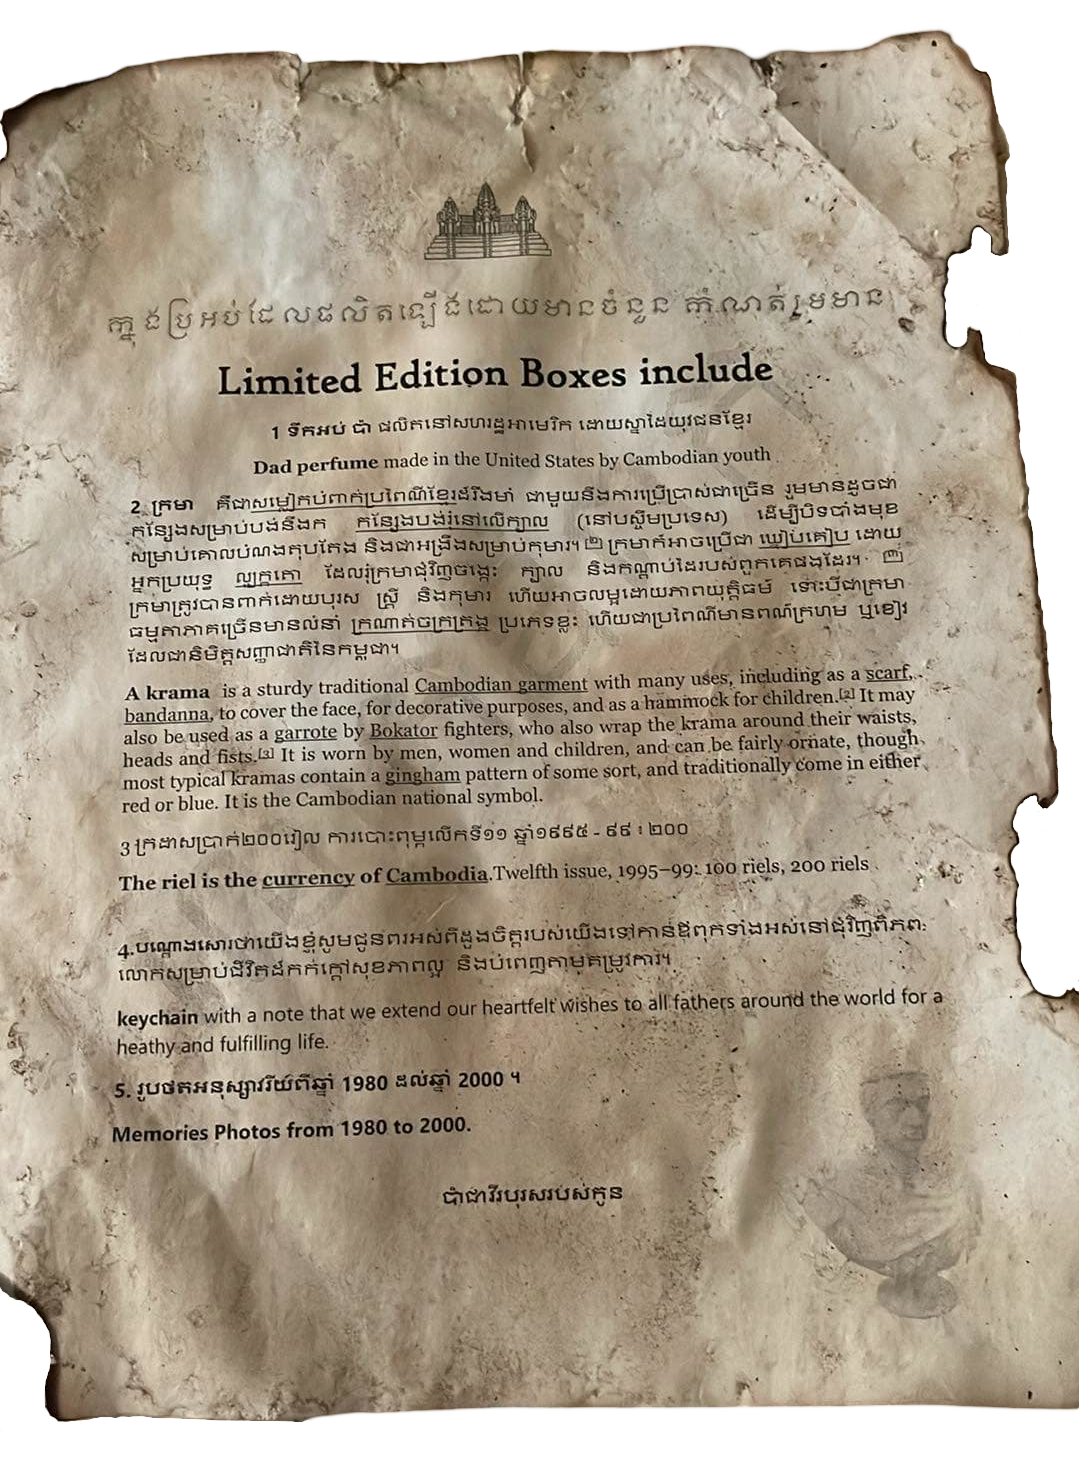 ក្នុងប្រអប់ដែលផលិតឡើងដោយមានចំនួន កំណត់រួមមាន
Limited Edition Boxes include
1 ទឹកអប់ ប៉ា ផលិតនៅសហរដ្ឋអាមេរិក ដោយស្នាដៃយុវជនខ្មែរ
Dad perfume made in the United States by Cambodian youth
2. ក្រមា គឺជាសម្លៀកបំពាក់ប្រពៃណីខ្មែរដ៏រឹងមាំ ជាមួយនឹងការប្រើប្រាស់ជាច្រើន រួមមានដូចជា
កន្សែងសម្រាប់បង់នឹងក កន្សែងបង់រុំនៅលើក្បាល (នៅបស្ចឹមប្រទេស) ដើម្បីបិទបាំងមុខ
សម្រាប់គោលបំណងតុបតែង និងជាអង្រឹងសម្រាប់កុមារ។ [២] ក្រមាក៏អាចប្រើជា ឃ្នៀបគៀប ដោយ
អ្នកប្រយុទ្ធ ល្បុក្កតោ ដែលរុំក្រមាជុំវិញចង្កេះ ក្បាល និងកណ្តាប់ដៃរបស់ពួកគេផងដែរ។ [៣]
ក្រមាត្រូវបានពាក់ដោយបុរស ស្ត្រី និងកុមារ ហើយអាចលម្អដោយភាពយុត្តិធម៌ ទោះបីជាក្រមា
ធម្មតាភាគច្រើនមានលំនាំ ក្រណាត់ចក្រត្រង្គ ប្រភេទខ្លះ ហើយជាប្រពៃណីមានពណ៌ក្រហម ឬខៀវ
ដែលជានិមិត្តសញ្ញាជាតិនៃកម្ពុជា។
A krama is a sturdy traditional Cambodian garment with many uses, including as a scarf,
bandanna, to cover the face, for decorative purposes, and as a hammock for children.[2] It may
also be used as a garrote by Bokator fighters, who also wrap the krama around their waists,
heads and fists.[3] It is worn by men, women and children, and can be fairly ornate, though
most typical kramas contain a gingham pattern of some sort, and traditionally come in either
red or blue. It is the Cambodian national symbol.
3 ក្រដាសប្រាក់២០០រៀល ការបោះពុម្ពលើកទី១១ ឆ្នាំ១៩៩៥ - ៩៩ ៖ ២០០
The riel is the currency of Cambodia.Twelfth issue, 1995–99: 100 riels, 200 riels
4.បណ្តោងសោរថាយើងខ្ញុំសូមជូនពរអស់ពីដួងចិត្តរបស់យើងទៅកាន់ឪពុកទាំងអស់នៅជុំវិញពិភព
លោកសម្រាប់ជីវិតដ៏កក់ក្តៅសុខភាពល្អ និងបំពេញតាមតម្រូវការ។
keychain with a note that we extend our heartfelt wishes to all fathers around the world for a
heathy and fulfilling life.
5. រូបថតអនុស្សាវរីយ៍ពីឆ្នាំ 1980 ដល់ឆ្នាំ 2000 ។
Memories Photos from 1980 to 2000.
ប៉ាជាវីរបុរសរបស់កូន